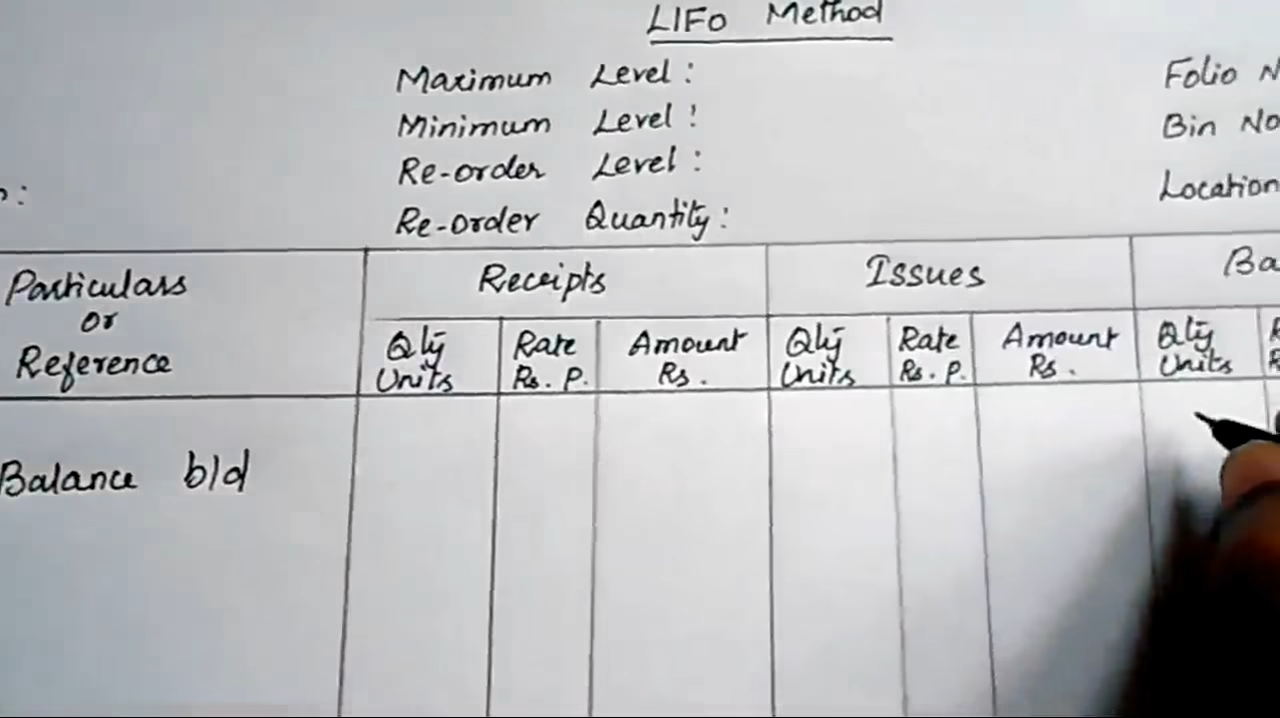 LIFO Method
Maximum Level :
Minimum Level :
Re-order Level :
Re-order Quantity :
Folio
Bin No
Location
Particulars
or
Reference
Receipts
Issues
Qty
Units
Rate
Rs. P.
Amount
Rs.
Qty
Units
Rate
Rs. P.
Amount
Rs.
Qty
Units
Balance b/d